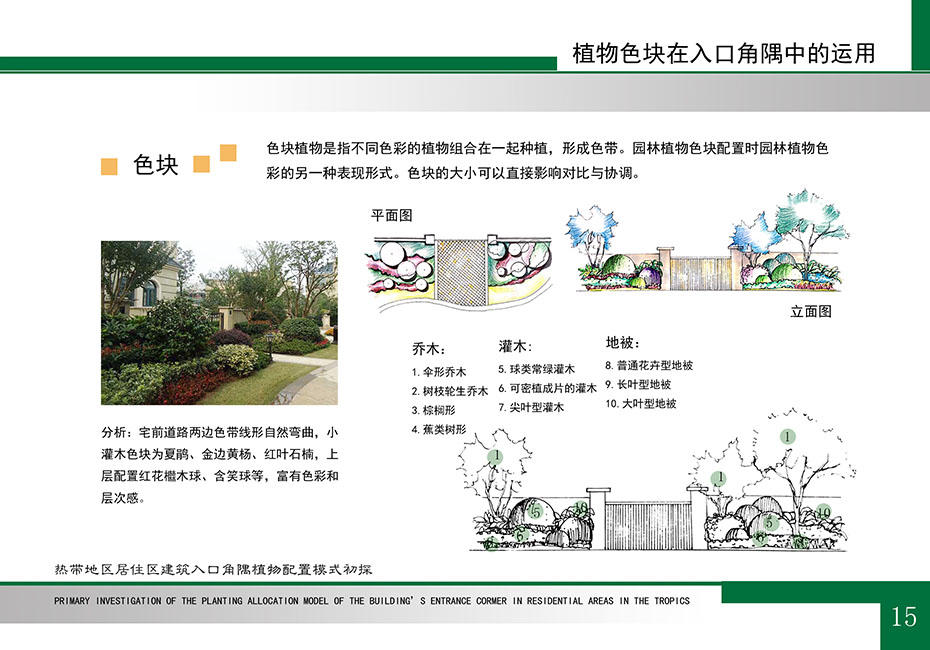 植物色块在入口角隅中的运用
色块
色块植物是指不同色彩的植物组合在一起种植，形成色带。园林植物色块配置时园林植物色
彩的另一种表现形式。色块的大小可以直接影响对比与协调。
平面图
立面图
乔木：
1. 伞形乔木
2. 树枝轮生乔木
3. 棕榈形
4. 蕉类树形
灌木：
5. 球类常绿灌木
6. 可密植成片的灌木
7. 尖叶型灌木
地被：
8. 普通花卉型地被
9. 长叶型地被
10. 大叶型地被
分析：宅前道路两边色带线形自然弯曲，小
灌木色块为夏鹃、金边黄杨、红叶石楠，上
层配置红花檵木球、含笑球等，富有色彩和
层次感。
1
1
1
5
10
6
5
10
热带地区居住区建筑入口角隅植物配置模式初探
PRIMARY INVESTIGATION OF THE PLANTING ALLOCATION MODEL OF THE BUILDING'S ENTRANCE CORMER IN RESIDENTIAL AREAS IN THE TROPICS
15